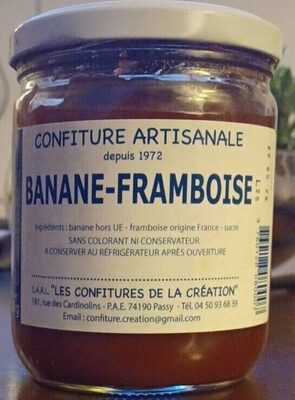 CONFITURE ARTISANALE
depuis 1972
BANANE-FRAMBOISE
Ingrédients : banane hors UE - framboise origine France - sucre
SANS COLORANT NI CONSERVATEUR
A CONSERVER AU RÉFRIGÉRATEUR APRÈS OUVERTURE
S.A.R.L. "LES CONFITURES DE LA CRÉATION"
181, rue des Cardinolins - P.A.E. 74190 Passy - Tél. 04 50 93 68 39
Email : confiture.creation@gmail.com